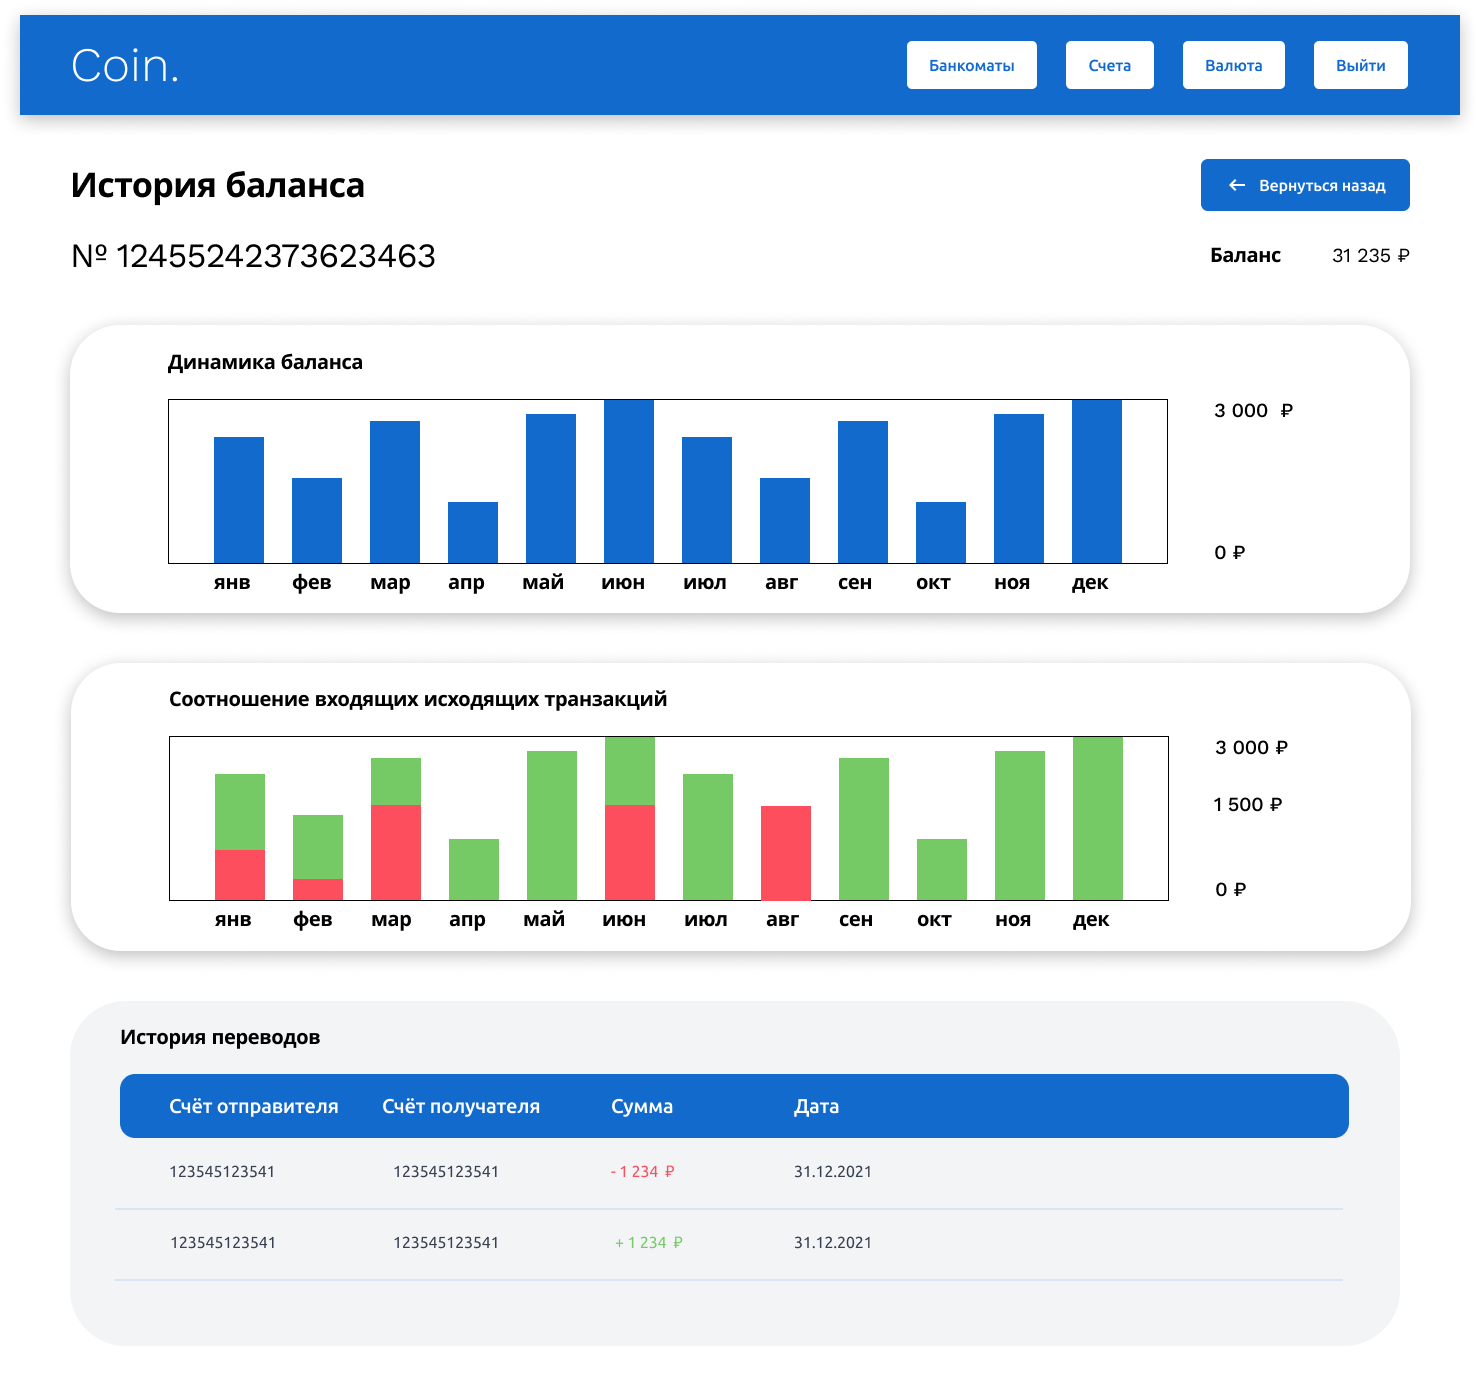 Coin.
Банкоматы
Счета
Валюта
Выйти
История баланса
Вернуться назад
№ 12455242373623463
Баланс 31 235 ₽
Динамика баланса
3 000 ₽
0 ₽
янв фев мар апр май июн июл авг сен окт ноя дек
Соотношение входящих исходящих транзакций
3 000 ₽
1 500 ₽
0 ₽
янв фев мар апр май июн июл авг сен окт ноя дек
История переводов
Счёт отправителя Счёт получателя Сумма Дата
123545123541 123545123541 - 1 234 ₽ 31.12.2021
123545123541 123545123541 + 1 234 ₽ 31.12.2021